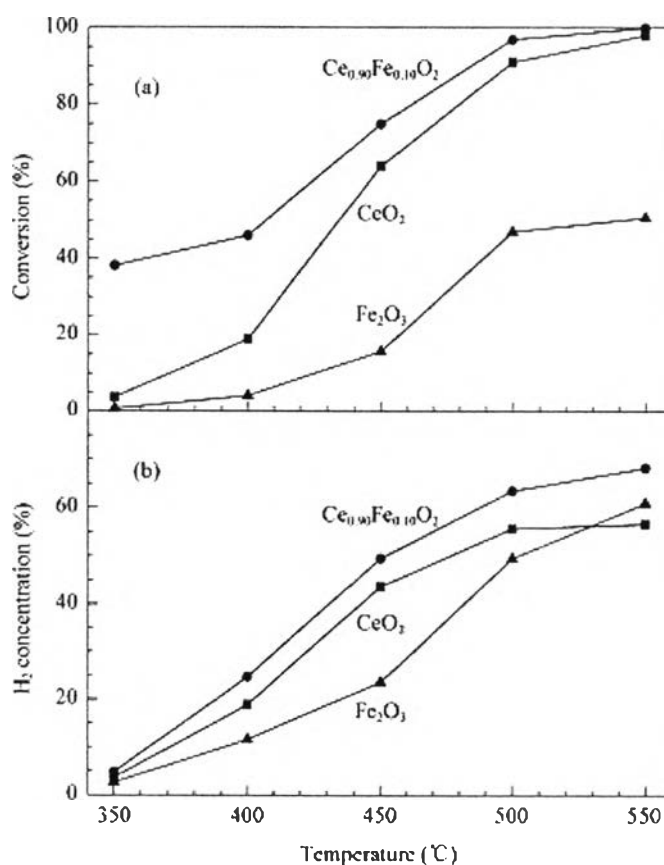 100
(a)
Ce₀.₉₀Fe₀.₁₀O₂
80
60
CeO₂
40
Fe₂O₃
20
0
Conversion (%)
(b)
60
Ce₀.₉₀Fe₀.₁₀O₂
40
CeO₂
20
Fe₂O₃
0
H₂ concentration (%)
350 400 450 500 550
Temperature (℃)